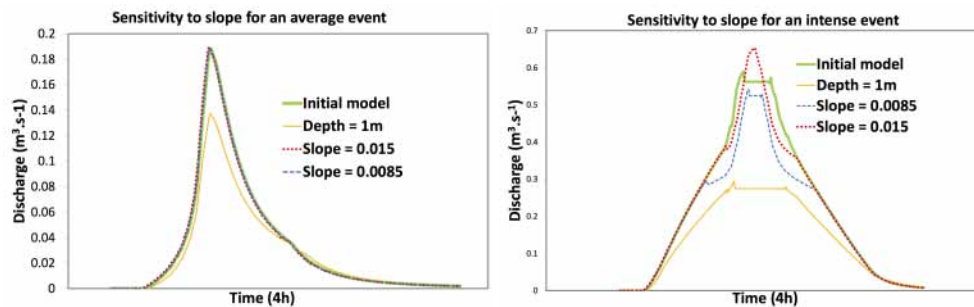 Sensitivity to slope for an average event
0.2
0.18
0.16
0.14
0.12
0.1
0.08
0.06
0.04
0.02
0
Discharge (m³.s-1)
Initial model
Depth = 1m
Slope = 0.015
Slope = 0.0085
Time (4h)
Sensitivity to slope for an intense event
0.7
0.6
0.5
0.4
0.3
0.2
0.1
0
Discharge (m³.s-¹)
Initial model
Depth = 1m
Slope = 0.0085
Slope = 0.015
Time (4h)